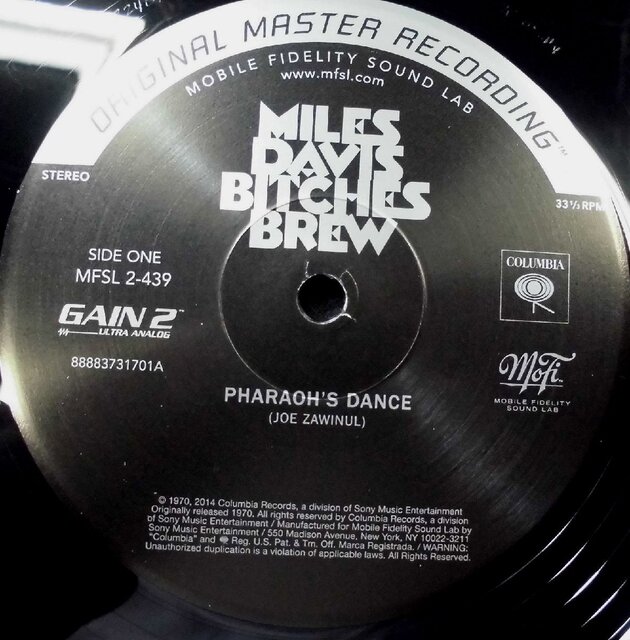 ORIGINAL MASTER RECORDING™
MOBILE FIDELITY SOUND LAB
www.mfsl.com
MILES
DAVIS
BITCHES
BREW
STEREO
33⅓ RPM
SIDE ONE
MFSL 2-439
GAIN 2™
ULTRA ANALOG
88883731701A
COLUMBIA
MoFi™
MOBILE FIDELITY
SOUND LAB
PHARAOH'S DANCE
(JOE ZAWINUL)
© 1970, 2014 Columbia Records, a division of Sony Music Entertainment
Originally released 1970. All rights reserved by Columbia Records, a division
of Sony Music Entertainment / Manufactured for Mobile Fidelity Sound Lab by
Sony Music Entertainment / 550 Madison Avenue, New York, NY 10022-3211
"Columbia" and Reg. U.S. Pat. & Tm. Off. Marca Registrada. / WARNING:
Unauthorized duplication is a violation of applicable laws. All Rights Reserved.